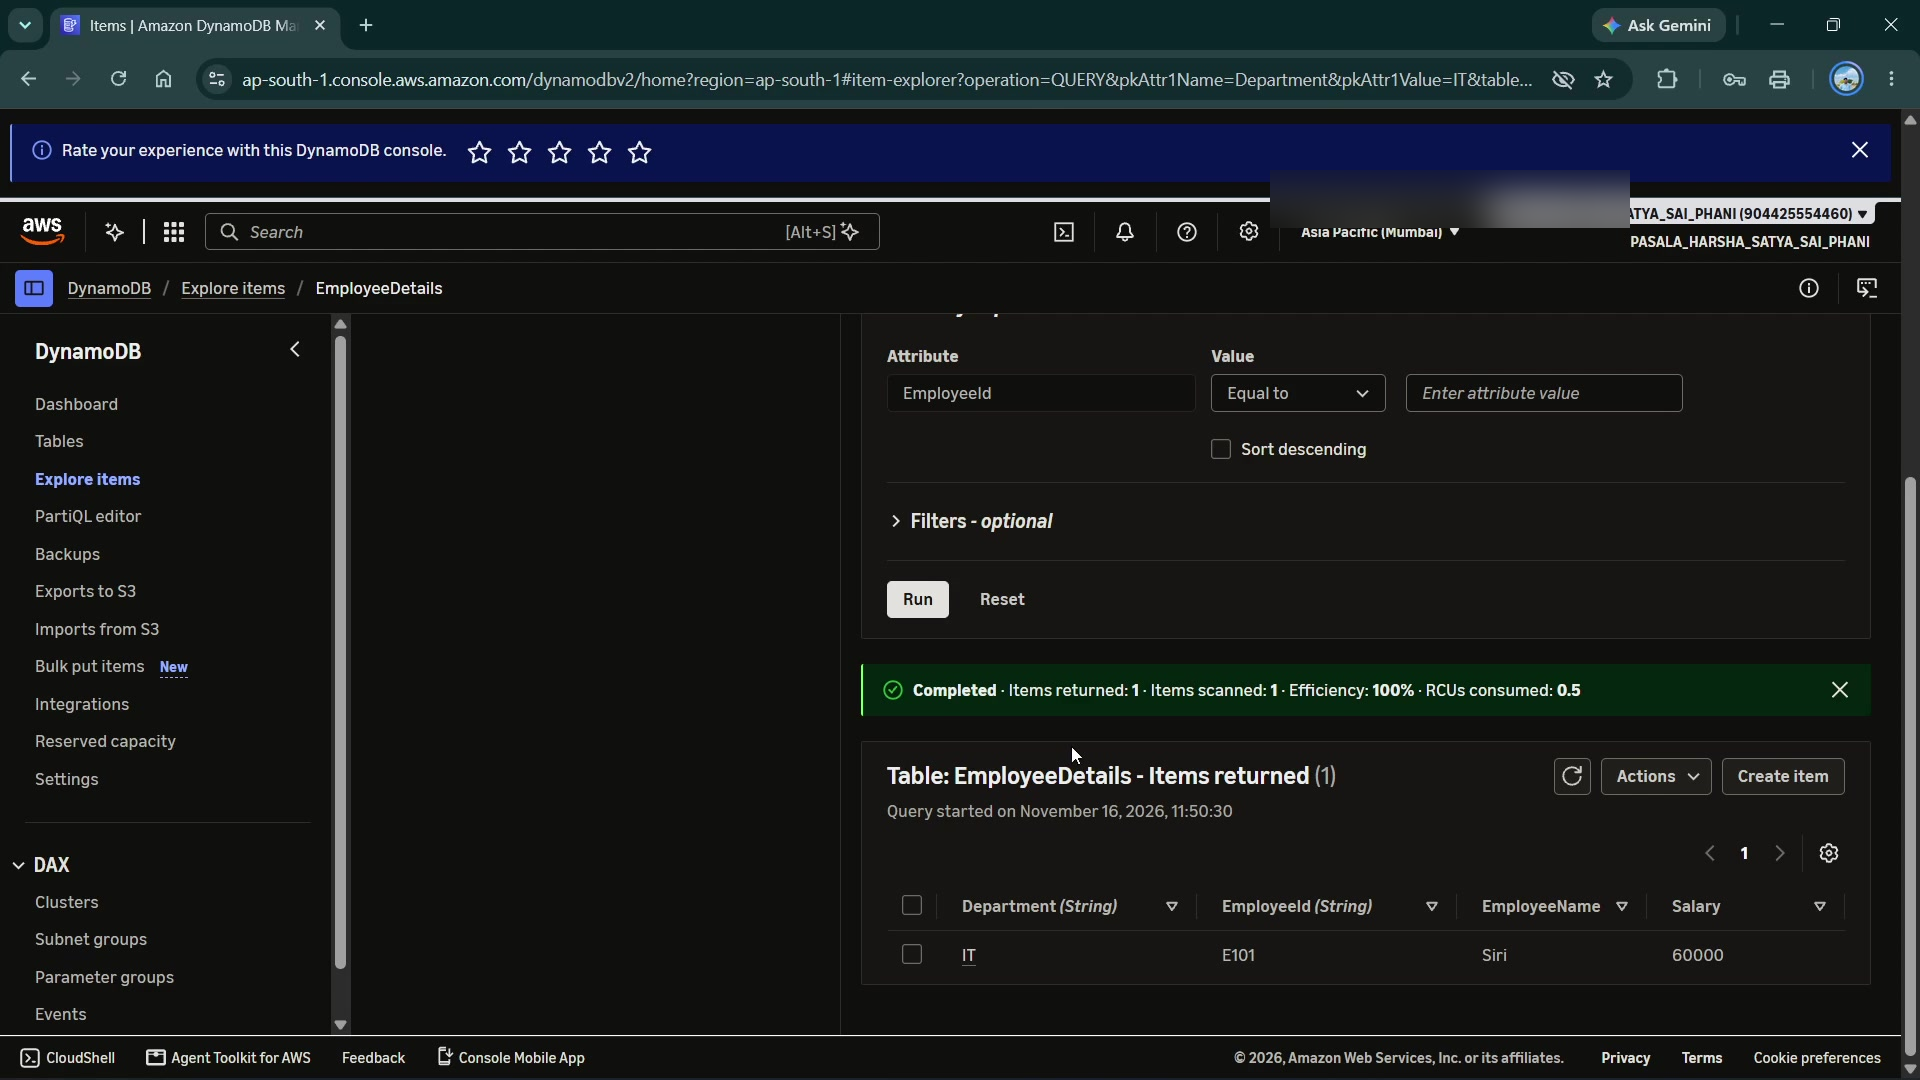 Items | Amazon DynamoDB Ma
Ask Gemini
ap-south-1.console.aws.amazon.com/dynamodbv2/home?region=ap-south-1#item-explorer?operation=QUERY&pkAttr1Name=Department&pkAttr1Value=IT&table...
Rate your experience with this DynamoDB console.
aws
Search [Alt+S]
Asia Pacific (Mumbai)
ATYA_SAI_PHANI (904425554460)
PASALA_HARSHA_SATYA_SAI_PHANI
DynamoDB / Explore items / EmployeeDetails
DynamoDB
Dashboard
Tables
Explore items
PartiQL editor
Backups
Exports to S3
Imports from S3
Bulk put items New
Integrations
Reserved capacity
Settings
DAX
Clusters
Subnet groups
Parameter groups
Events
Attribute Value
EmployeeId Equal to Enter attribute value
Sort descending
Filters - optional
Run Reset
Completed · Items returned: 1 · Items scanned: 1 · Efficiency: 100% · RCUs consumed: 0.5
Table: EmployeeDetails - Items returned (1)
Actions Create item
Query started on November 16, 2026, 11:50:30
1
Department (String) EmployeeId (String) EmployeeName Salary
IT E101 Siri 60000
CloudShell Agent Toolkit for AWS Feedback Console Mobile App
© 2026, Amazon Web Services, Inc. or its affiliates. Privacy Terms Cookie preferences